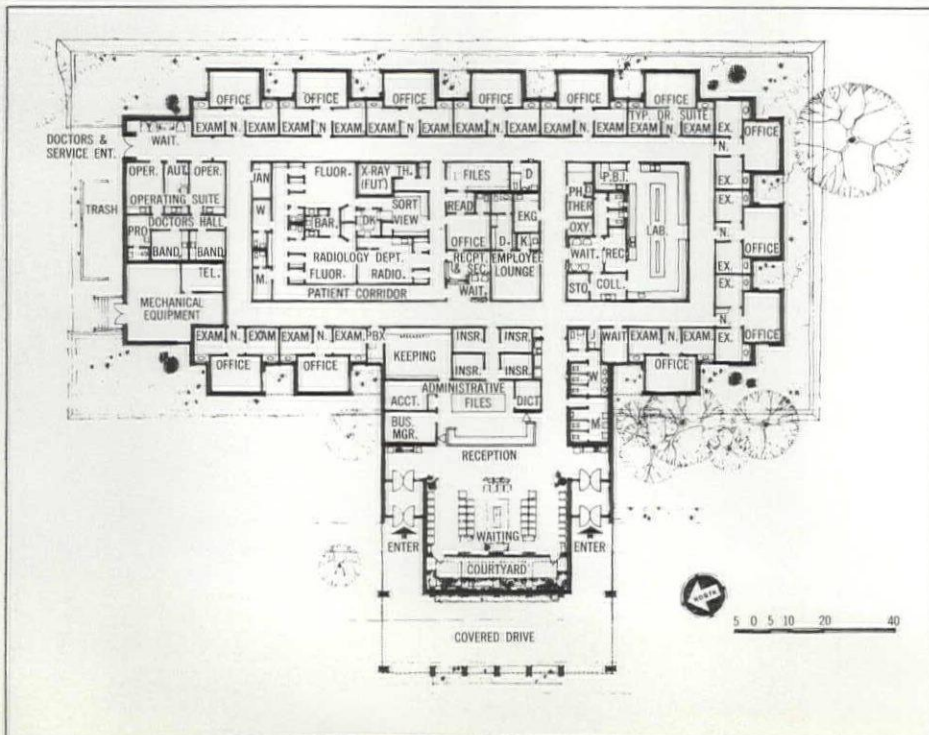 OFFICE OFFICE OFFICE OFFICE OFFICE OFFICE
TYP. DR. SUITE
EXAM N. EXAM EXAM N. EXAM EXAM N. EXAM EXAM N. EXAM EXAM N. EXAM EXAM N. EXAM EX. OFFICE
DOCTORS &
SERVICE ENT.
WAIT.
N.
EX.
OPER. AUT. OPER.
OPERATING SUITE
TRASH
DOCTORS HALL
PRO
BAND. BAND.
TEL.
MECHANICAL
EQUIPMENT
JAN
W
M.
FLUOR.
X-RAY TH.
(FUT)
SORT
BAR. DK
VIEW
RADIOLOGY DEPT.
FLUOR. RADIO.
PATIENT CORRIDOR
FILES D
READ
EKG
OFFICE D. K
RECPT.
& SEC.
EMPLOYEE
LOUNGE
WAIT.
PH.
THER
P.B.I.
OXY
LAB.
WAIT. REC
STO COLL.
EX.
N. OFFICE
EX.
EX.
N. OFFICE
EX.
EXAM. N. EXAM EXAM N. EXAM. PBX
OFFICE OFFICE
KEEPING
INSR. INSR.
INSR. INSR.
ADMINISTRATIVE
ACCT. FILES DICT
BUS.
MGR.
J WAIT EXAM. N. EXAM
W OFFICE
M
RECEPTION
WAITING
ENTER ENTER
COURTYARD
COVERED DRIVE
NORTH
5 0 5 10 20 40